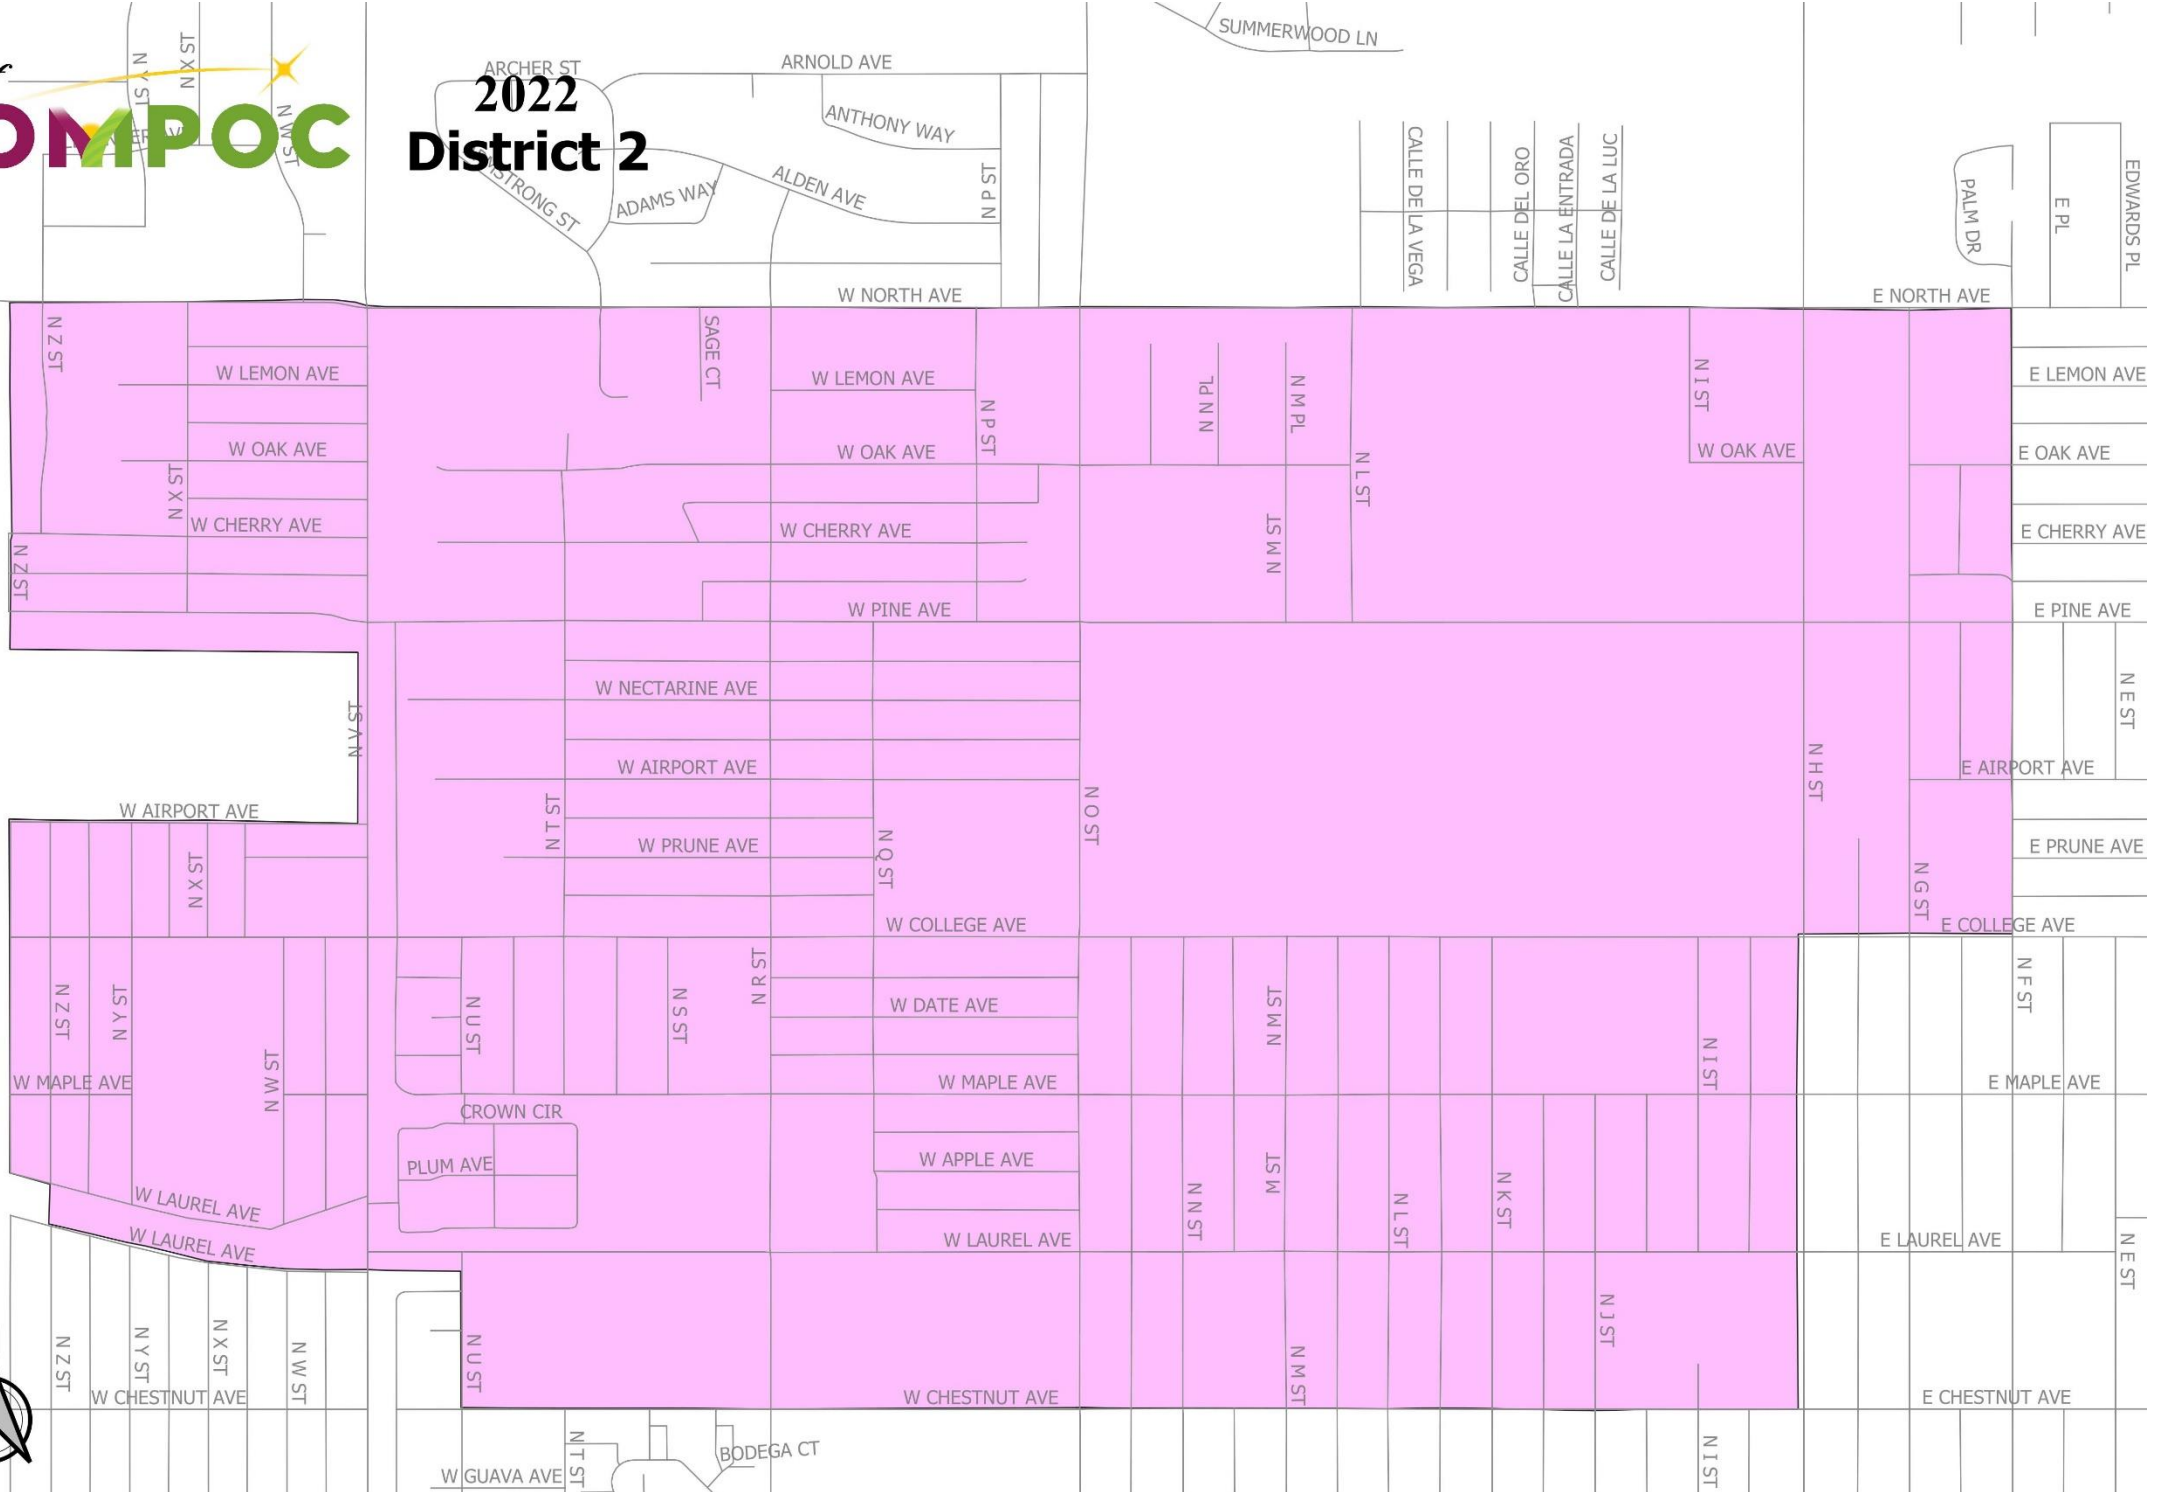 SUMMERWOOD LN
N Y ST
N X ST
ARCHER ST
ARNOLD AVE
2022
OMPOC
N W ST
ANTHONY WAY
District 2
ADAMS WAY
ALDEN AVE
N P ST
CALLE DE LA VEGA
CALLE DEL ORO
CALLE LA ENTRADA
CALLE DE LA LUC
PALM DR
E PL
EDWARDS PL
W NORTH AVE
E NORTH AVE
N Z ST
SAGE CT
W LEMON AVE
W LEMON AVE
N N PL
N M PL
N I ST
E LEMON AVE
N P ST
W OAK AVE
W OAK AVE
W OAK AVE
E OAK AVE
N X ST
N L ST
W CHERRY AVE
W CHERRY AVE
N M ST
E CHERRY AVE
N Z ST
W PINE AVE
E PINE AVE
W NECTARINE AVE
N E ST
N V ST
W AIRPORT AVE
E AIRPORT AVE
N H ST
W AIRPORT AVE
N T ST
N O ST
W PRUNE AVE
E PRUNE AVE
N Q ST
N X ST
N G ST
W COLLEGE AVE
E COLLEGE AVE
N R ST
N F ST
N Z ST
N Y ST
N U ST
N S ST
W DATE AVE
N M ST
N I ST
N W ST
W MAPLE AVE
W MAPLE AVE
E MAPLE AVE
CROWN CIR
PLUM AVE
W APPLE AVE
M ST
N N ST
N L ST
N K ST
W LAUREL AVE
W LAUREL AVE
W LAUREL AVE
E LAUREL AVE
N E ST
N J ST
N Z ST
N Y ST
N X ST
N W ST
N U ST
N M ST
W CHESTNUT AVE
W CHESTNUT AVE
E CHESTNUT AVE
N T ST
BODEGA CT
N I ST
W GUAVA AVE